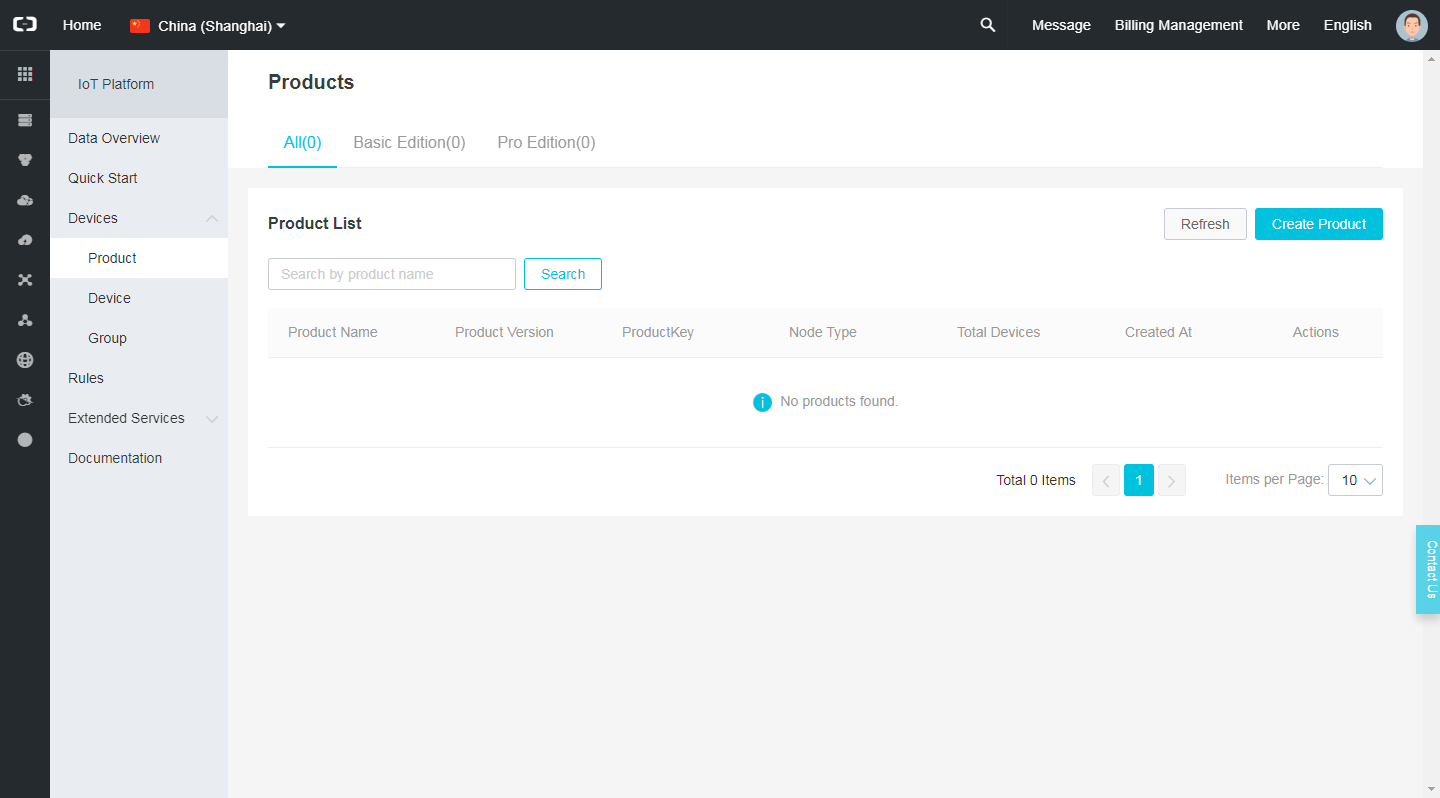 Home China (Shanghai) Message Billing Management More English
IoT Platform
Data Overview
Quick Start
Devices
Product
Device
Group
Rules
Extended Services
Documentation
Products
All(0) Basic Edition(0) Pro Edition(0)
Product List
Refresh Create Product
Search by product name Search
Product Name Product Version ProductKey Node Type Total Devices Created At Actions
No products found.
Total 0 Items 1 Items per Page: 10
Contact Us